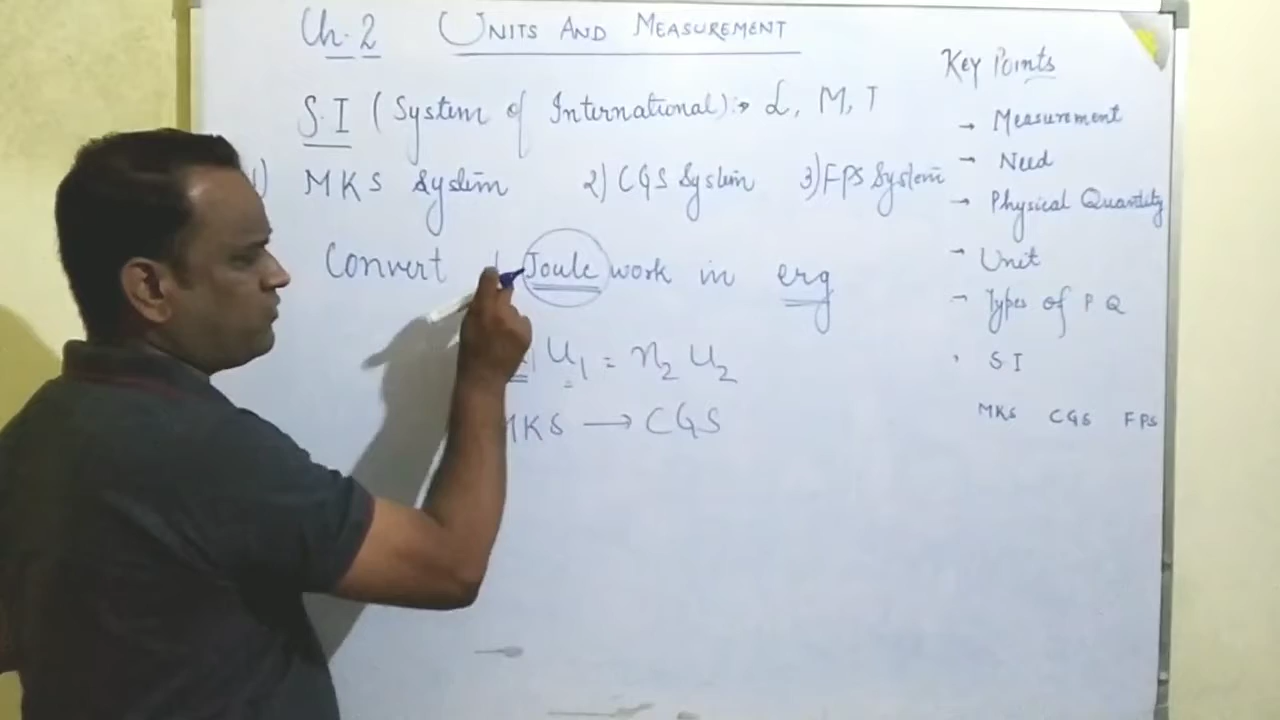 Ch. 2 UNITS AND MEASUREMENT
S.I (System of International):→ L, M, T
1) MKS System 2) CGS System 3) FPS System
Convert Joule work in erg
U1 = n2 U2
MKS → CGS
Key Points
→ Measurement
→ Need
→ Physical Quantity
- Unit
- Types of P Q
SI
MKS CGS FPS